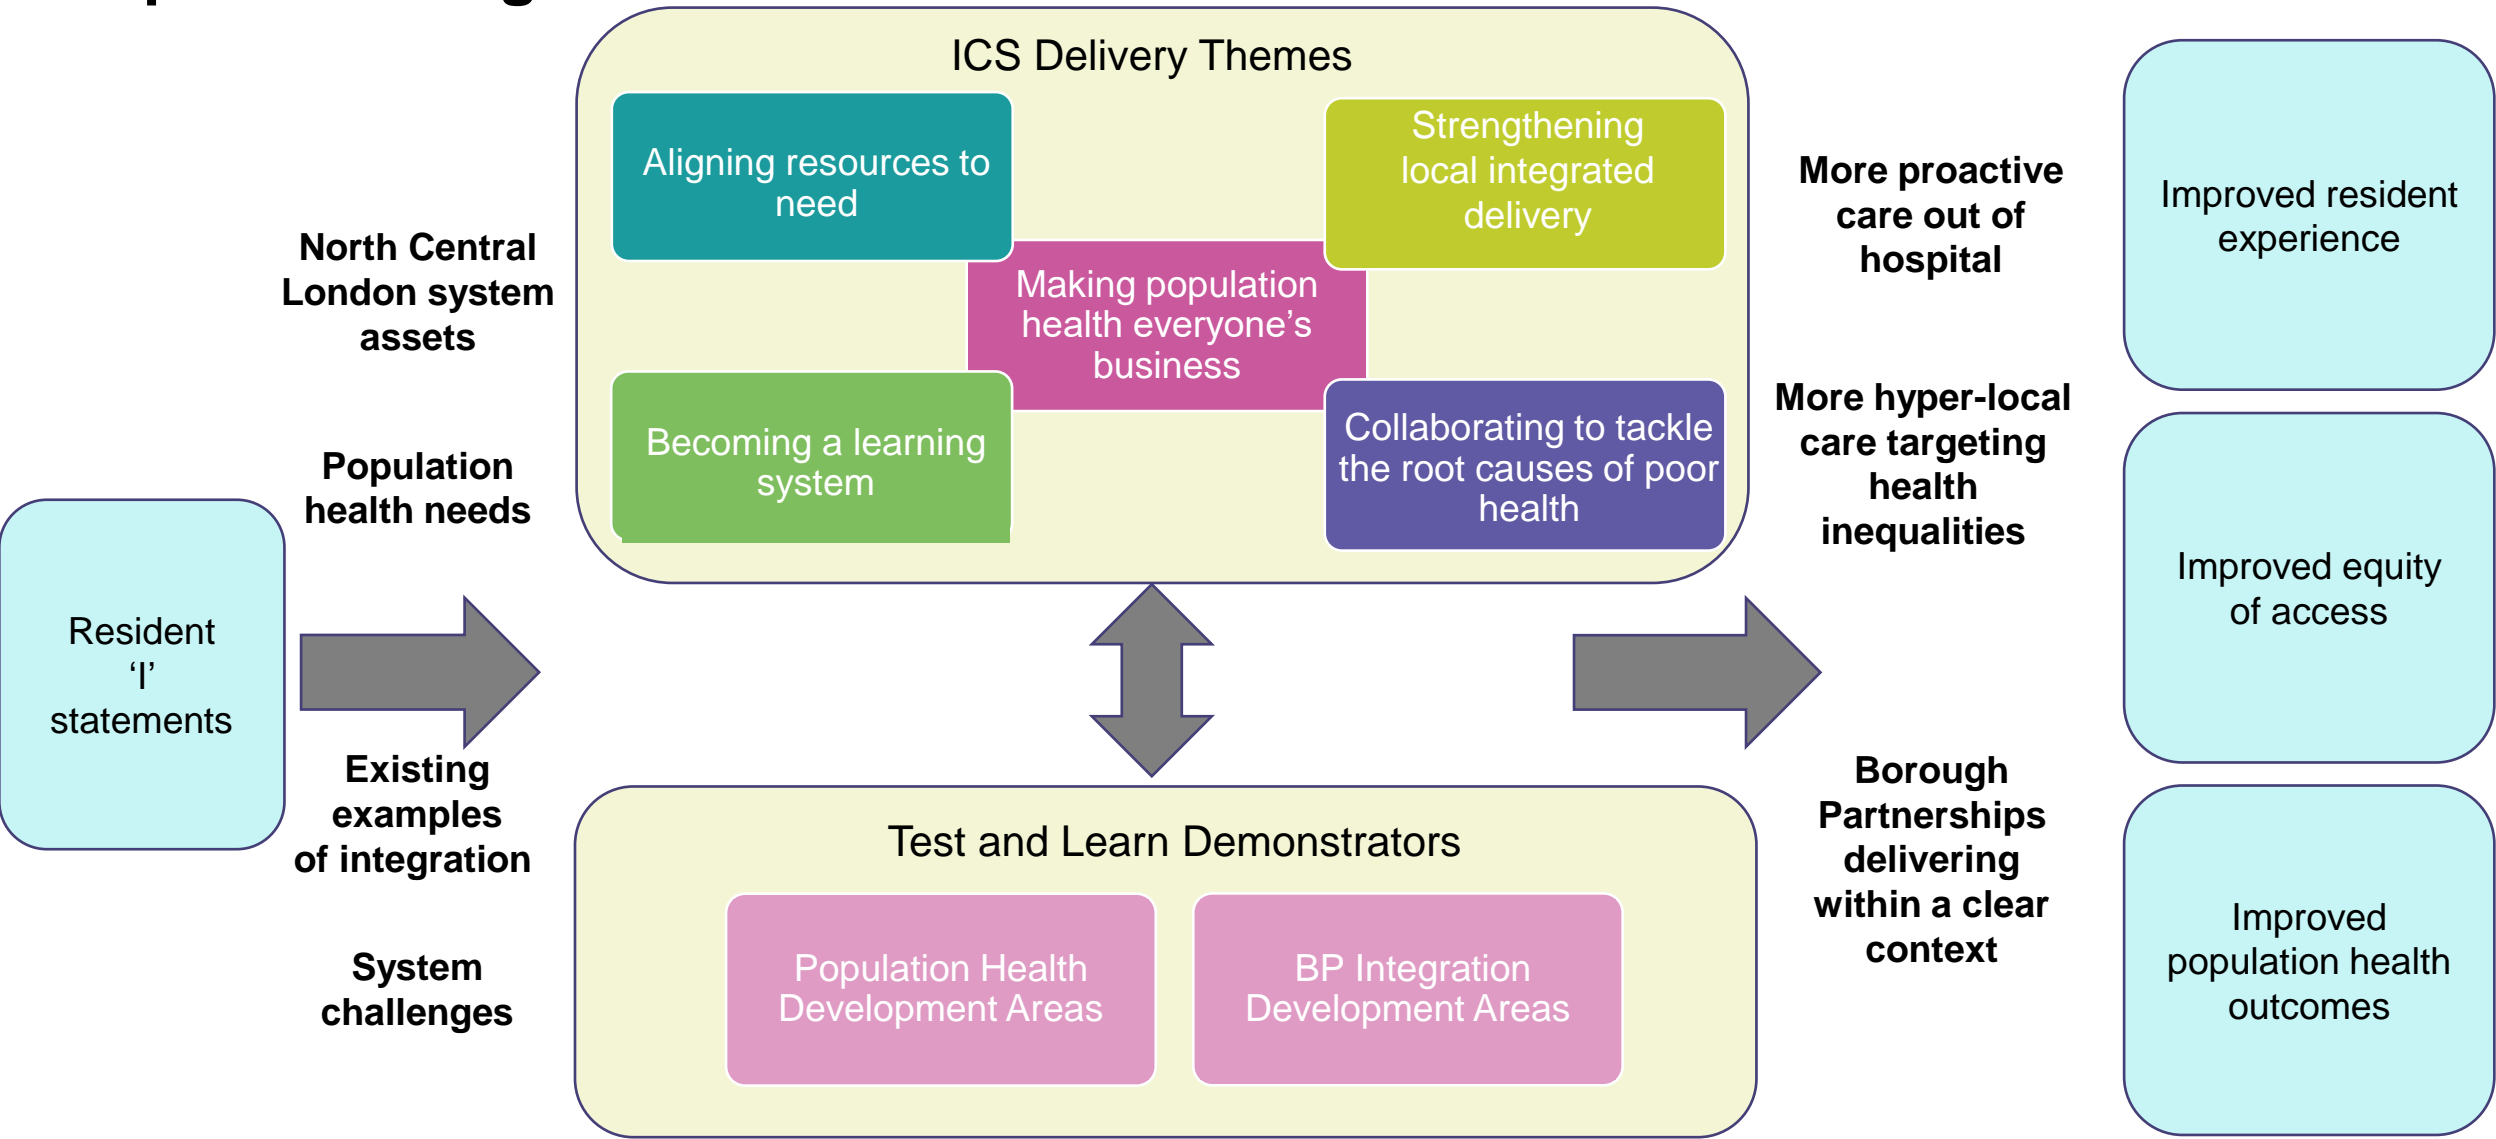 Resident
‘I’
statements
North Central
London system
assets
Population
health needs
Existing
examples
of integration
System
challenges
ICS Delivery Themes
Aligning resources to
need
Strengthening
local integrated
delivery
Making population
health everyone’s
business
Becoming a learning
system
Collaborating to tackle
the root causes of poor
health
Test and Learn Demonstrators
Population Health
Development Areas
BP Integration
Development Areas
More proactive
care out of
hospital
More hyper-local
care targeting
health
inequalities
Borough
Partnerships
delivering
within a clear
context
Improved resident
experience
Improved equity
of access
Improved
population health
outcomes